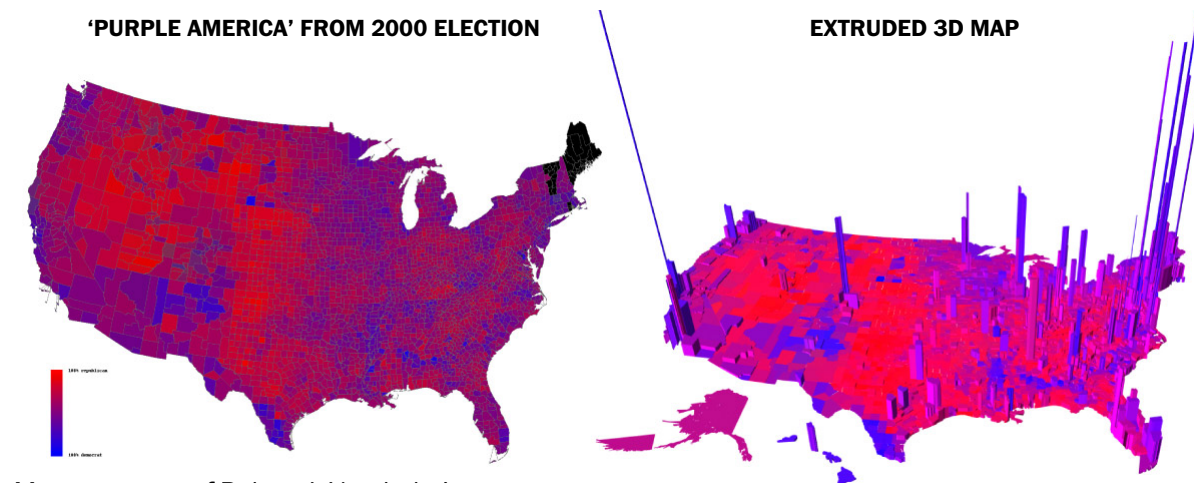 ‘PURPLE AMERICA’ FROM 2000 ELECTION
EXTRUDED 3D MAP
100% republican
100% democrat